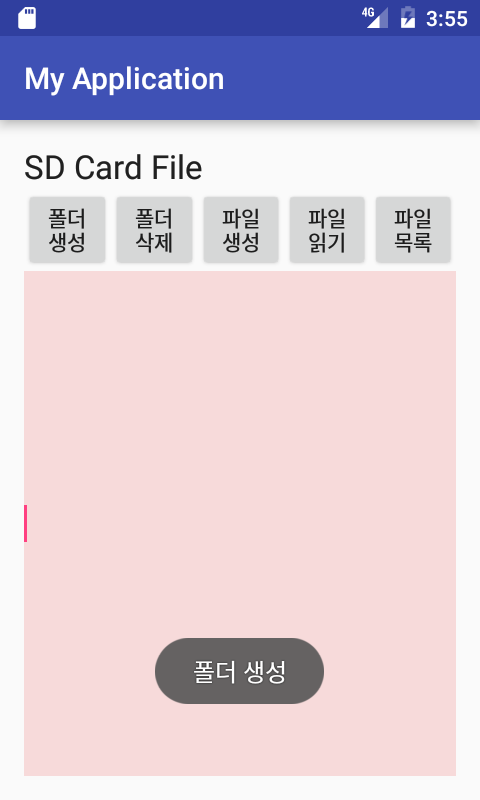 4G 3:55
My Application
SD Card File
폴더 폴더 파일 파일 파일
생성 삭제 생성 읽기 목록
폴더 생성